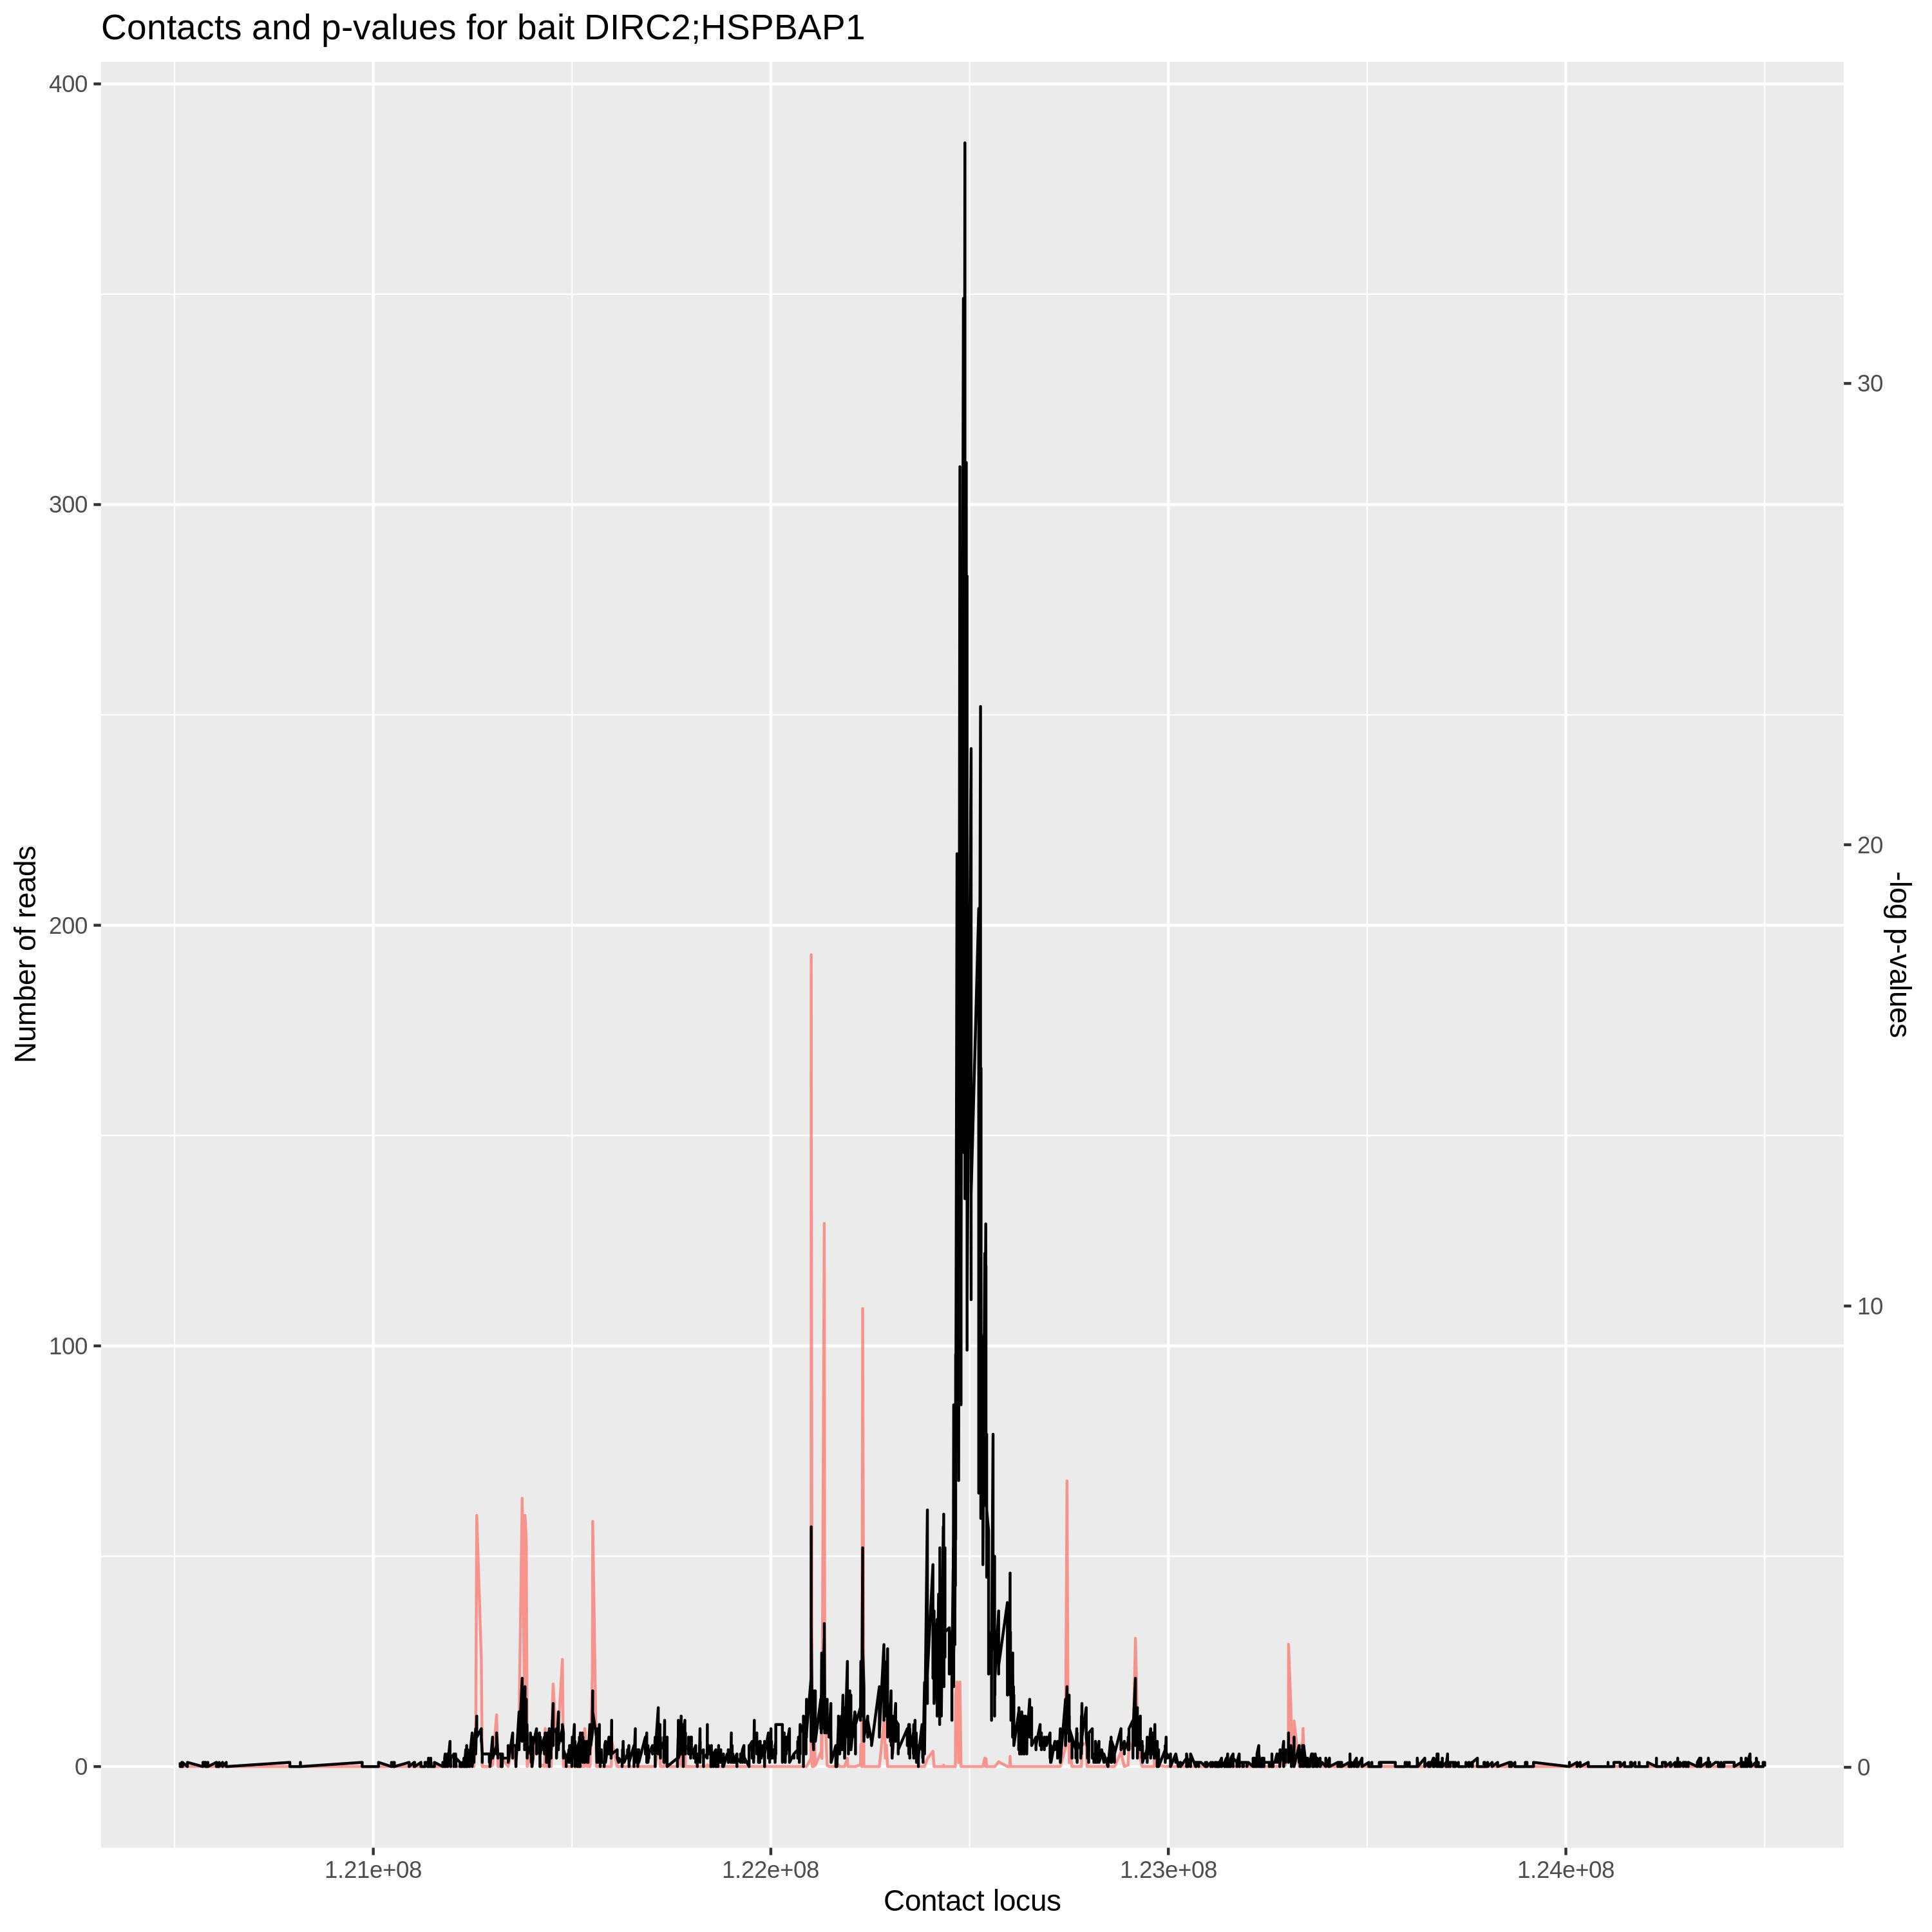 Contacts and p-values for bait DIRC2;HSPBAP1
400
300
200
100
0
Number of reads
30
20
10
0
-log p-values
1.21e+08
1.22e+08
1.23e+08
1.24e+08
Contact locus